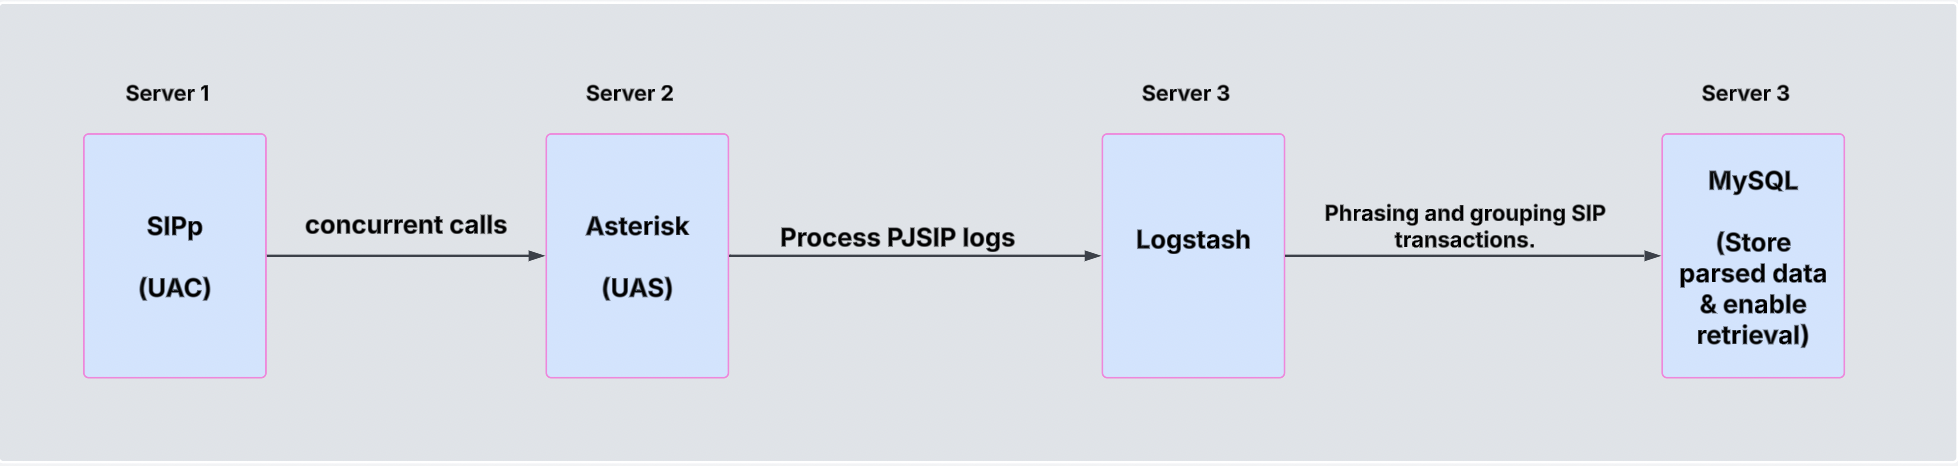 Server 1
Server 2
Server 3
Server 3
SIPp
(UAC)
concurrent calls
Asterisk
(UAS)
Process PJSIP logs
Logstash
Phrasing and grouping SIP
transactions.
MySQL
(Store
parsed data
& enable
retrieval)